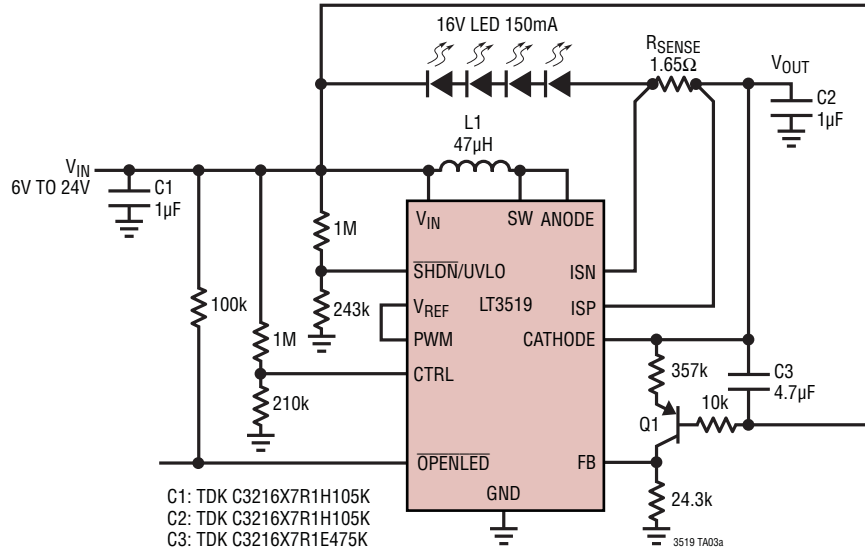 16V LED 150mA
RSENSE
1.65Ω
VOUT
C2
1µF
L1
47µH
VIN
6V TO 24V
C1
1µF
VIN
SW
ANODE
1M
SHDN/UVLO
ISN
100k
243k
VREF
LT3519
ISP
PWM
CATHODE
1M
CTRL
357k
C3
4.7µF
210k
Q1
10k
OPENLED
FB
GND
24.3k
C1: TDK C3216X7R1H105K
C2: TDK C3216X7R1H105K
C3: TDK C3216X7R1E475K
3519 TA03a